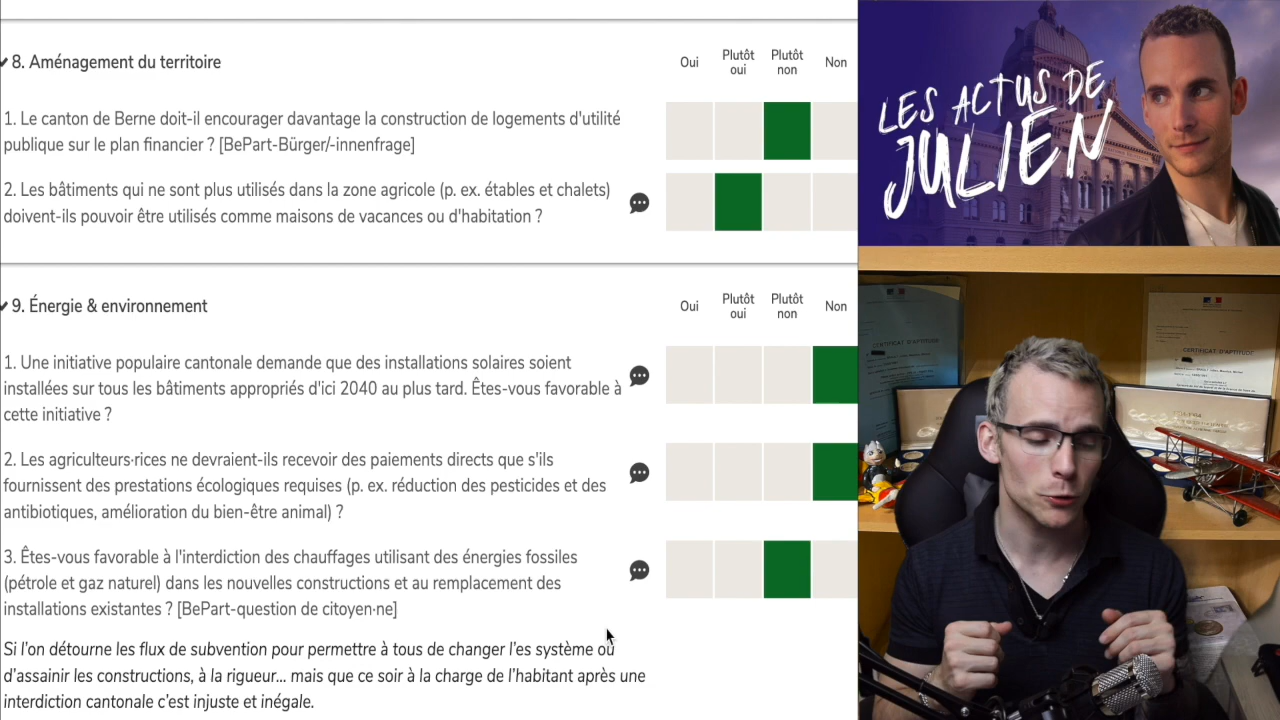 8. Aménagement du territoire
Oui
Plutôt oui
Plutôt non
Non
1. Le canton de Berne doit-il encourager davantage la construction de logements d'utilité
publique sur le plan financier ? [BePart-Bürger/-innenfrage]
2. Les bâtiments qui ne sont plus utilisés dans la zone agricole (p. ex. étables et chalets)
doivent-ils pouvoir être utilisés comme maisons de vacances ou d'habitation ?
9. Énergie & environnement
Oui
Plutôt oui
Plutôt non
Non
1. Une initiative populaire cantonale demande que des installations solaires soient
installées sur tous les bâtiments appropriés d'ici 2040 au plus tard. Êtes-vous favorable à
cette initiative ?
2. Les agriculteurs·rices ne devraient-ils recevoir des paiements directs que s'ils
fournissent des prestations écologiques requises (p. ex. réduction des pesticides et des
antibiotiques, amélioration du bien-être animal) ?
3. Êtes-vous favorable à l'interdiction des chauffages utilisant des énergies fossiles
(pétrole et gaz naturel) dans les nouvelles constructions et au remplacement des
installations existantes ? [BePart-question de citoyen·ne]
Si l'on détourne les flux de subvention pour permettre à tous de changer l'es système ou
d'assainir les constructions, à la rigueur... mais que ce soir à la charge de l'habitant après une
interdiction cantonale c'est injuste et inégale.
LES ACTUS DE
JULIEN
CERTIFICAT D'APTITUDE
CERTIFICAT D'APTITUDE